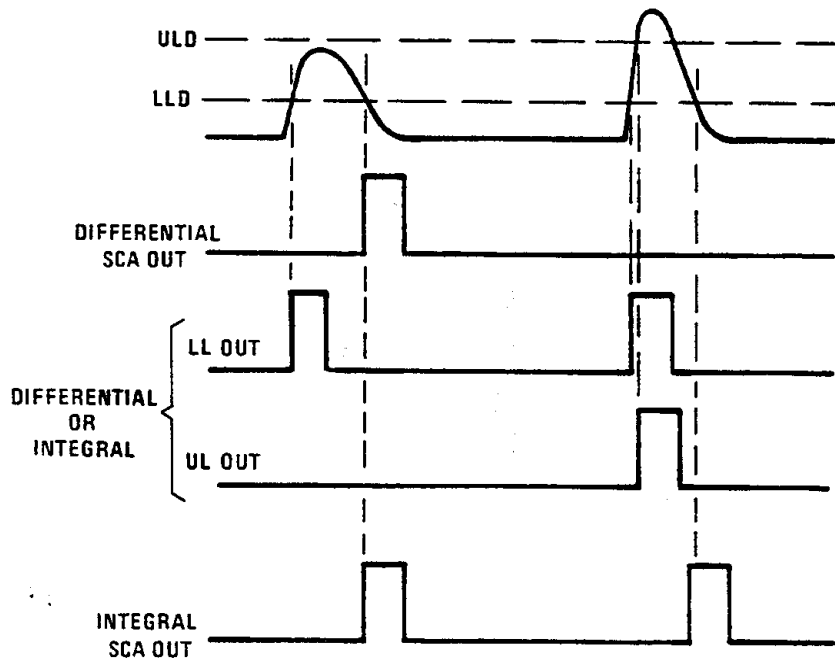 ULD
LLD
DIFFERENTIAL
SCA OUT
LL OUT
DIFFERENTIAL
OR
INTEGRAL
UL OUT
INTEGRAL
SCA OUT